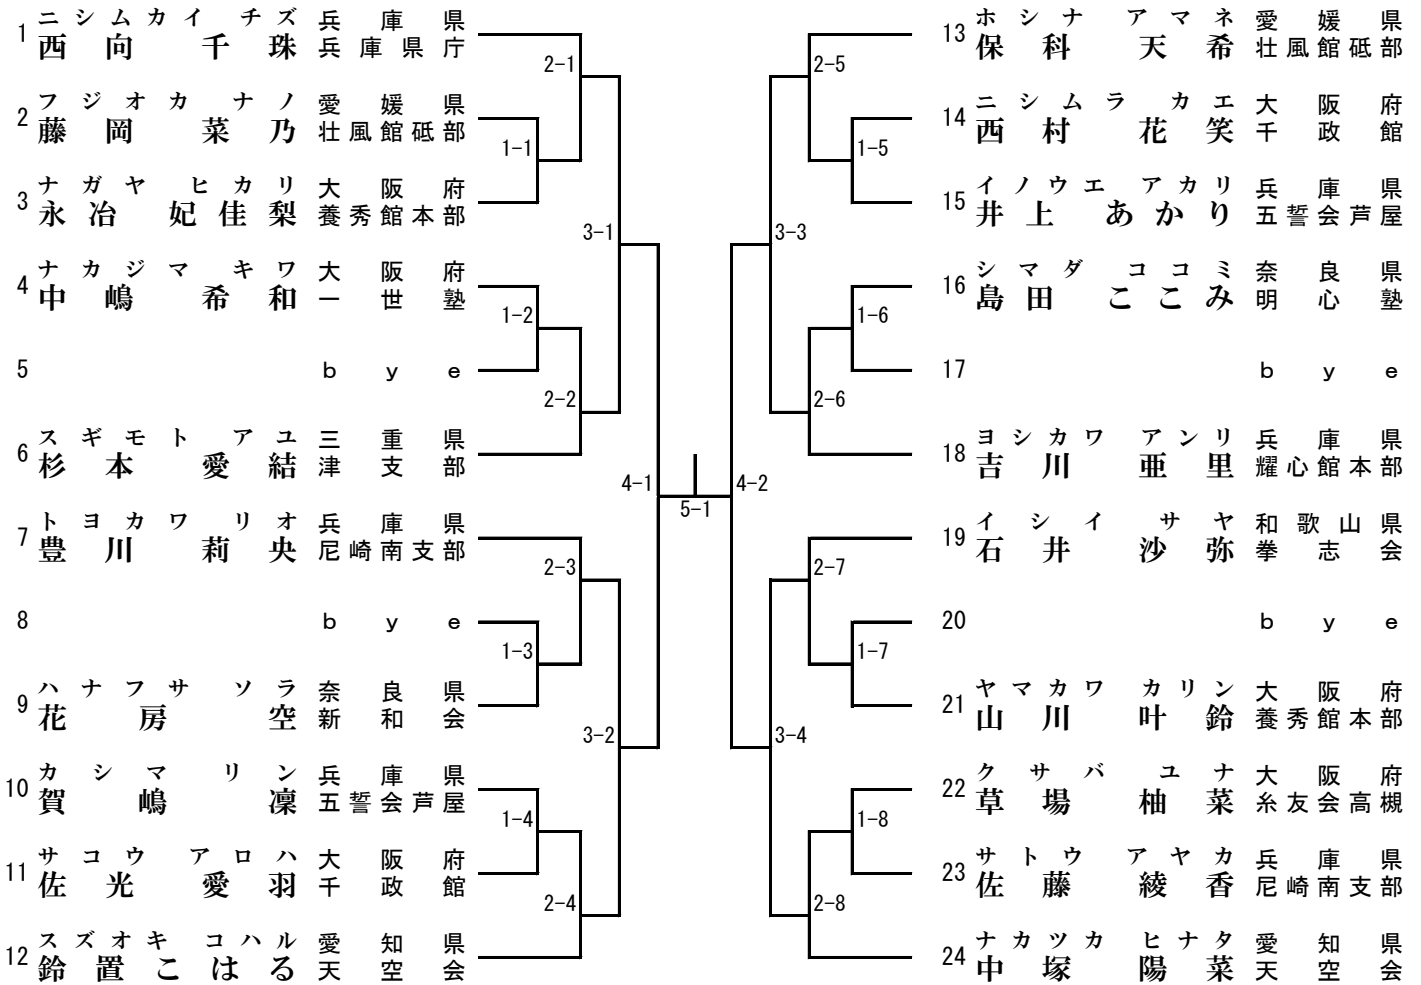 1 ニシムカイ チズ 兵庫県
西向 千珠 兵庫県庁
2 フジオカ ナノ 愛媛県
藤岡 菜乃 壮風館砥部
3 ナガヤ ヒカリ 大阪府
永冶 妃佳梨 養秀館本部
4 ナカジマ キワ 大阪府
中嶋 希和 一世塾
5 bye
6 スギモト アユ 三重県
杉本 愛結 津支部
7 トヨカワ リオ 兵庫県
豊川 莉央 尼崎南支部
8 bye
9 ハナフサ ソラ 奈良県
花房 空 新和会
10 カシマ リン 兵庫県
賀嶋 凜 五誓会芦屋
11 サコウ アロハ 大阪府
佐光 愛羽 千政館
12 スズオキ コハル 愛知県
鈴置こはる 天空会
1-1
1-2
1-3
1-4
2-1
2-2
2-3
2-4
3-1
3-2
4-1
5-1
4-2
3-3
3-4
2-5
2-6
2-7
2-8
1-5
1-6
1-7
1-8
13 ホシナ アマネ 愛媛県
保科 天希 壮風館砥部
14 ニシムラ カエ 大阪府
西村 花笑 千政館
15 イノウエ アカリ 兵庫県
井上 あかり 五誓会芦屋
16 シマダ ココミ 奈良県
島田 ここみ 明心塾
17 bye
18 ヨシカワ アンリ 兵庫県
吉川 亜里 耀心館本部
19 イシイ サヤ 和歌山県
石井 沙弥 拳志会
20 bye
21 ヤマカワ カリン 大阪府
山川 叶鈴 養秀館本部
22 クサバ ユナ 大阪府
草場 柚菜 糸友会高槻
23 サトウ アヤカ 兵庫県
佐藤 綾香 尼崎南支部
24 ナカツカ ヒナタ 愛知県
中塚 陽菜 天空会